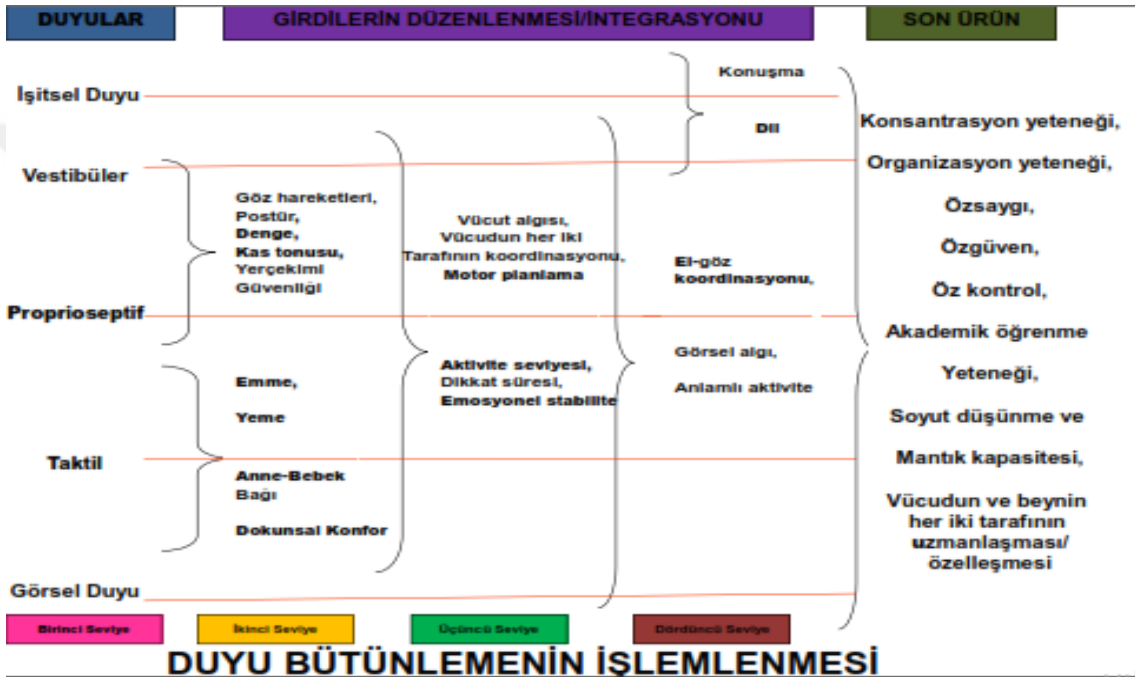 DUYULAR
GİRDİLERİN DÜZENLENMESİ/İNTEGRASYONU
SON ÜRÜN
İşitsel Duyu
Vestibüler
Proprioseptif
Taktil
Görsel Duyu
Göz hareketleri,
Postür,
Denge,
Kas tonusu,
Yerçekimi
Güvenliği
Emme,
Yeme
Anne-Bebek
Bağı
Dokunsal Konfor
Vücut algısı,
Vücudun her iki
Tarafının koordinasyonu,
Motor planlama
Aktivite seviyesi,
Dikkat süresi,
Emosyonel stabilite
Konuşma
Dil
El-göz
koordinasyonu,
Görsel algı,
Anlamlı aktivite
Konsantrasyon yeteneği,
Organizasyon yeteneği,
Özsaygı,
Özgüven,
Öz kontrol,
Akademik öğrenme
Yeteneği,
Soyut düşünme ve
Mantık kapasitesi,
Vücudun ve beynin
her iki tarafının
uzmanlaşması/
özelleşmesi
Birinci Seviye
İkinci Seviye
Üçüncü Seviye
Dördüncü Seviye
DUYU BÜTÜNLEMENİN İŞLEMLENMESİ